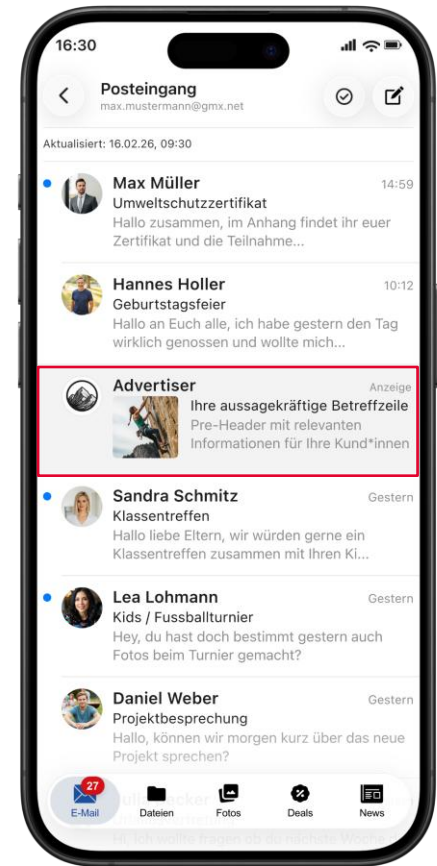 16:30
Posteingang
max.mustermann@gmx.net
Aktualisiert: 16.02.26, 09:30
Max Müller 14:59
Umweltschutzzertifikat
Hallo zusammen, im Anhang findet ihr euer
Zertifikat und die Teilnahme...
Hannes Holler 10:12
Geburtstagsfeier
Hallo an Euch alle, ich habe gestern den Tag
wirklich genossen und wollte mich...
Advertiser Anzeige
Ihre aussagekräftige Betreffzeile
Pre-Header mit relevanten
Informationen für Ihre Kund*innen
Sandra Schmitz Gestern
Klassentreffen
Hallo liebe Eltern, wir würden gerne ein
Klassentreffen zusammen mit Ihren Ki...
Lea Lohmann Gestern
Kids / Fussballturnier
Hey, du hast doch bestimmt gestern auch
Fotos beim Turnier gemacht?
Daniel Weber Gestern
Projektbesprechung
Hallo, können wir morgen kurz über das neue
Projekt sprechen?
27
E-Mail Dateien Fotos Deals News